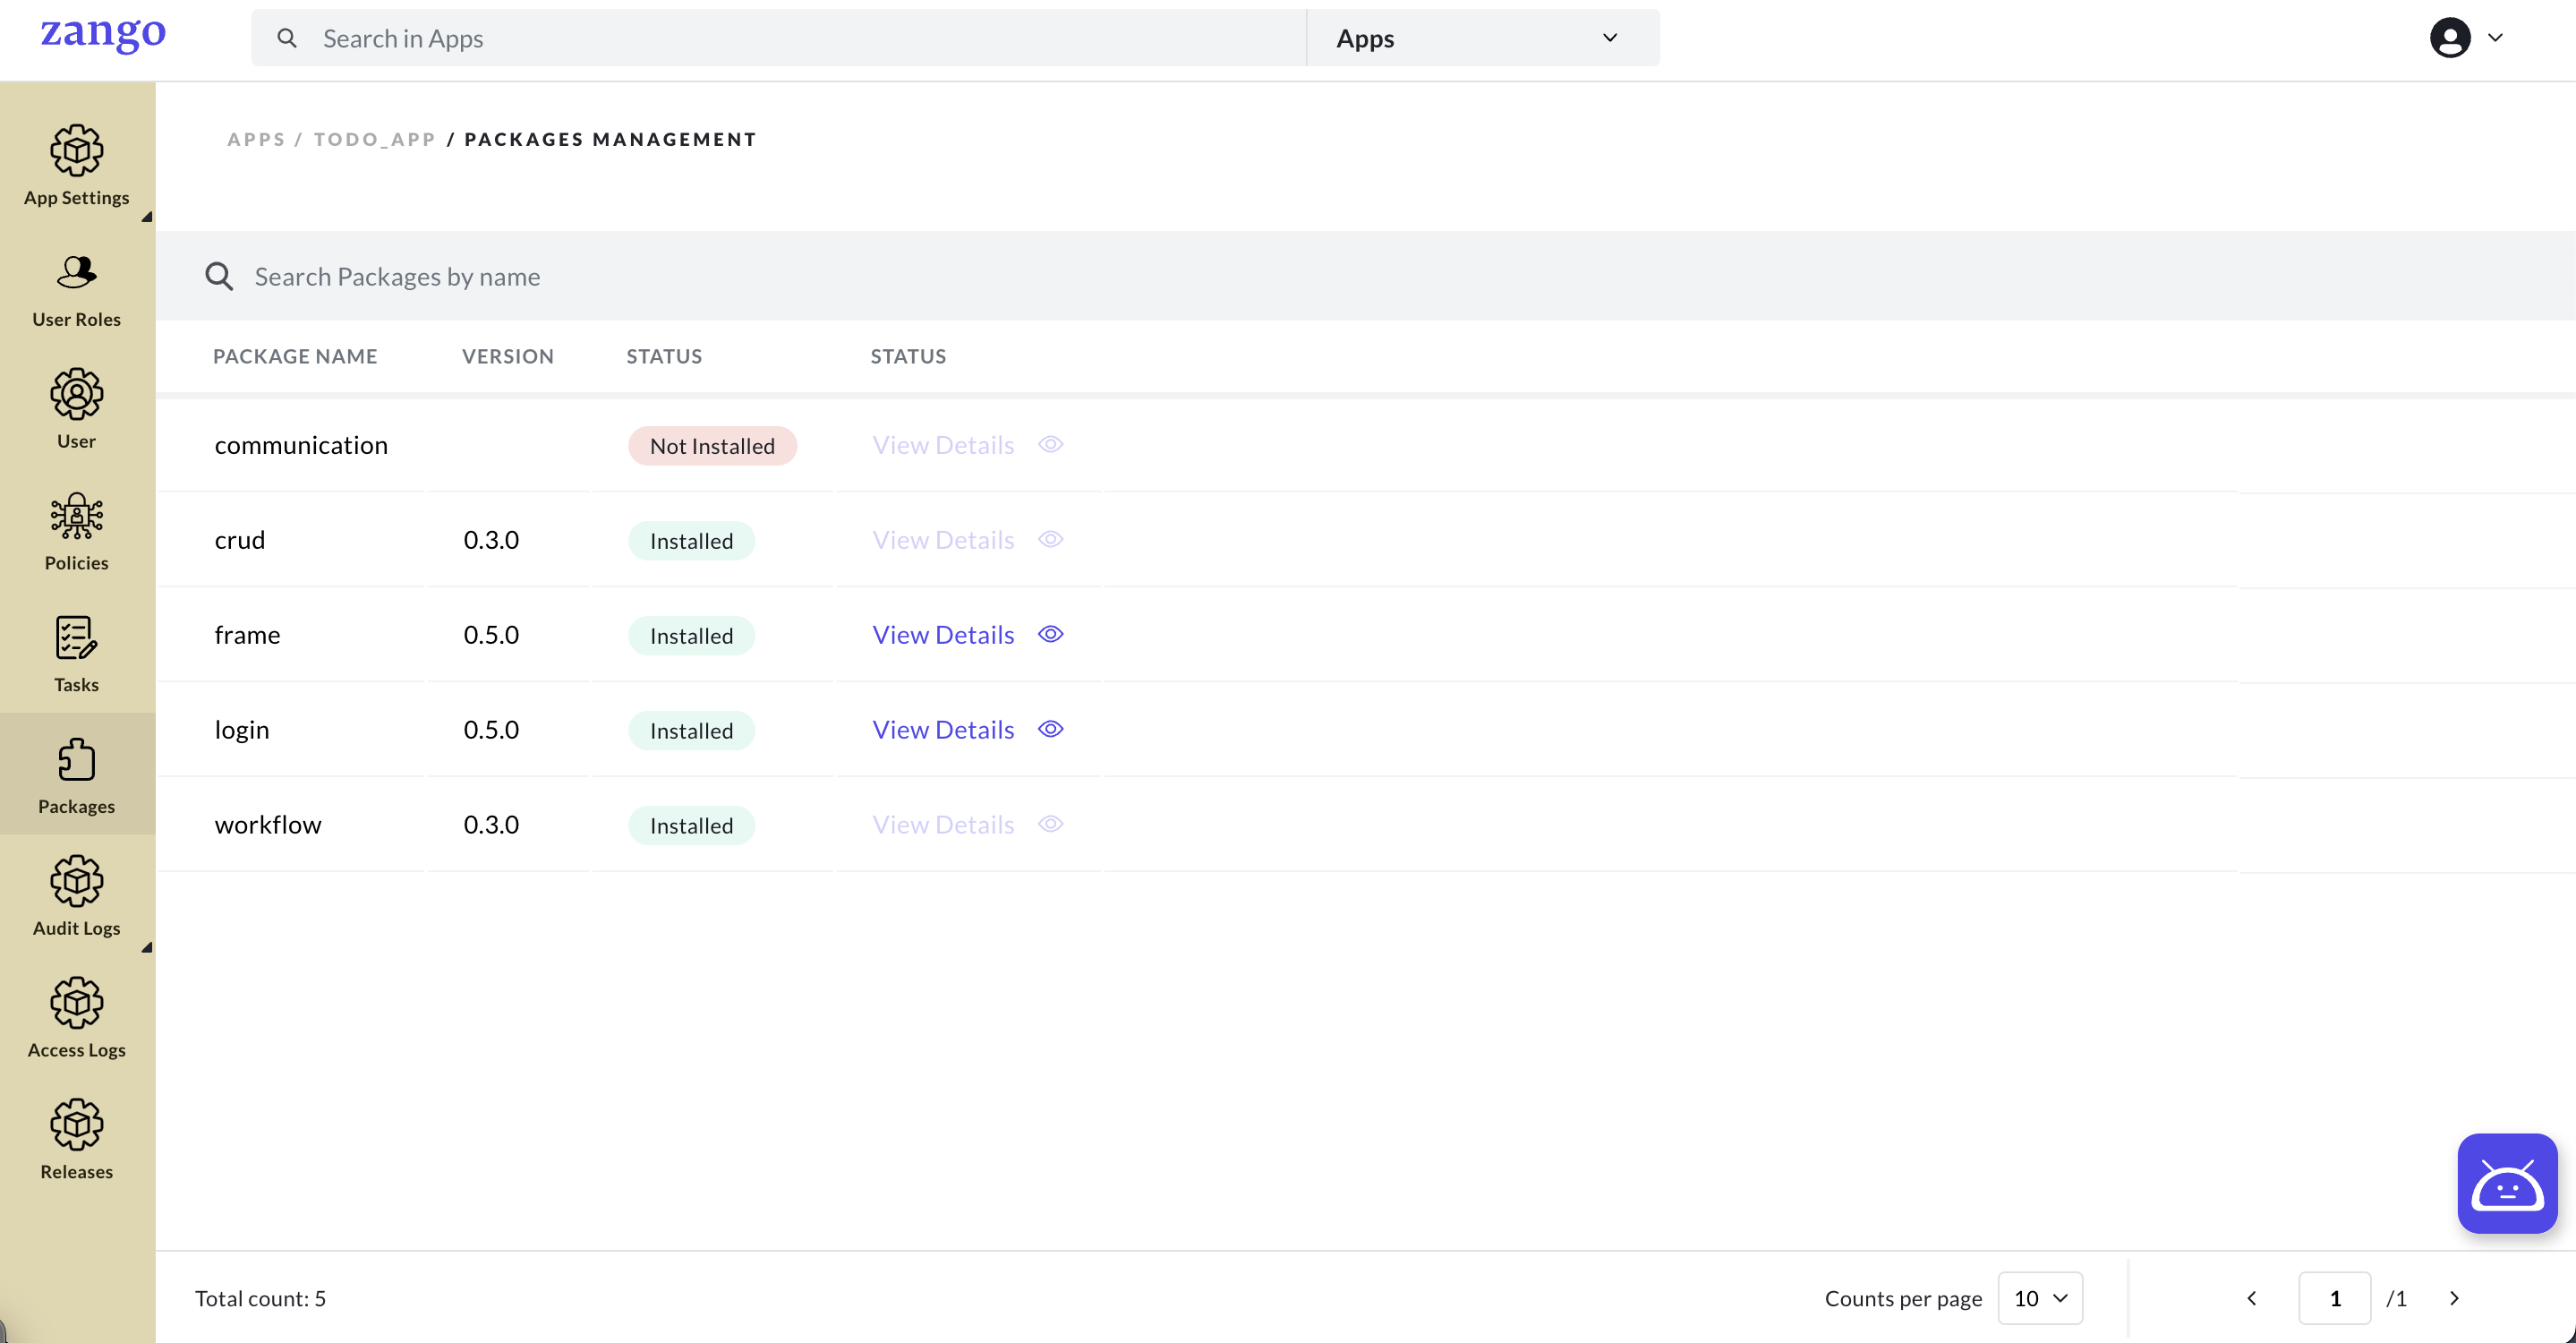 zango
Search in Apps
Apps
APPS / TODO_APP / PACKAGES MANAGEMENT
App Settings
User Roles
User
Policies
Tasks
Packages
Audit Logs
Access Logs
Releases
Search Packages by name
PACKAGE NAME VERSION STATUS STATUS
communication Not Installed View Details
crud 0.3.0 Installed View Details
frame 0.5.0 Installed View Details
login 0.5.0 Installed View Details
workflow 0.3.0 Installed View Details
Total count: 5
Counts per page 10
1 /1